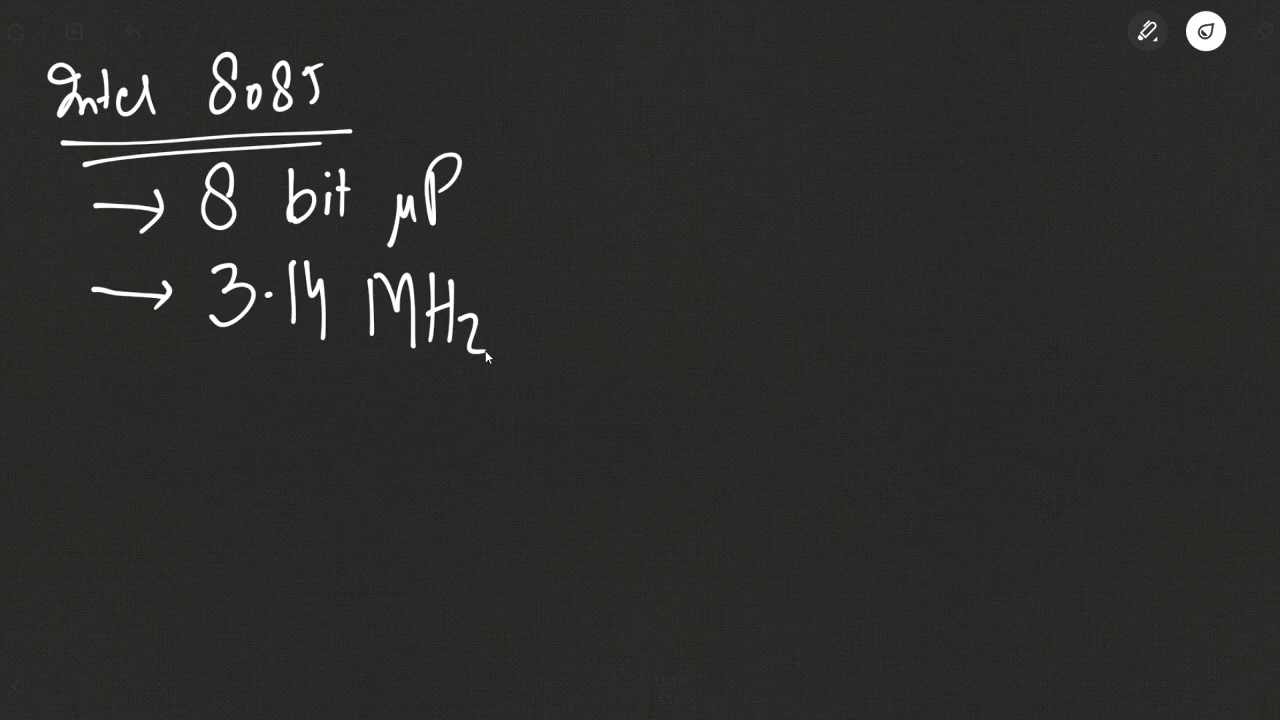 Intel 8085
→ 8 bit μP
→ 3.14 MHz